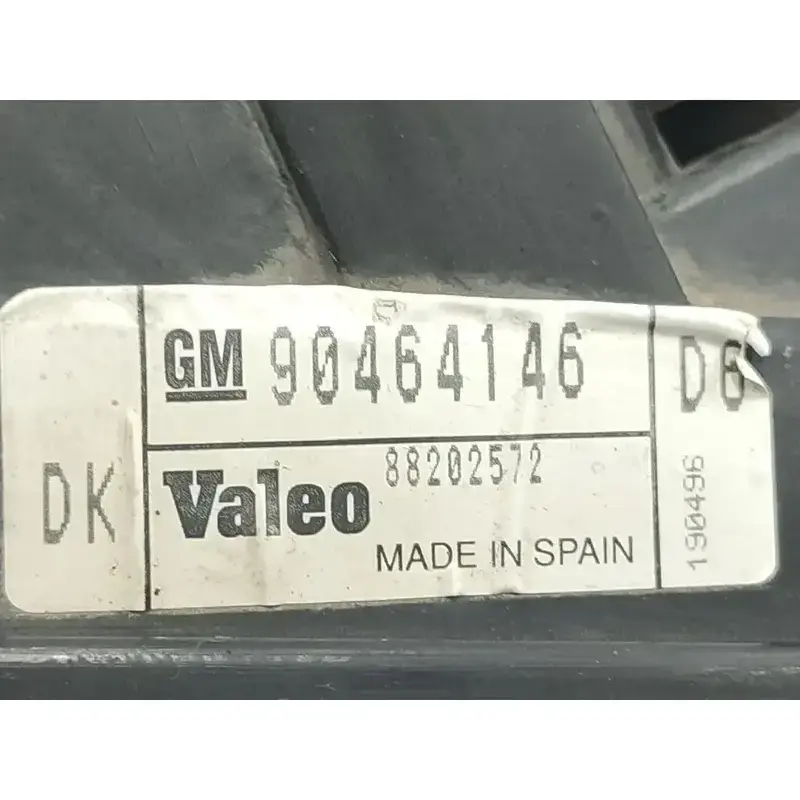 DK
GM 90464146
Valeo 88202572
MADE IN SPAIN
D6
190496